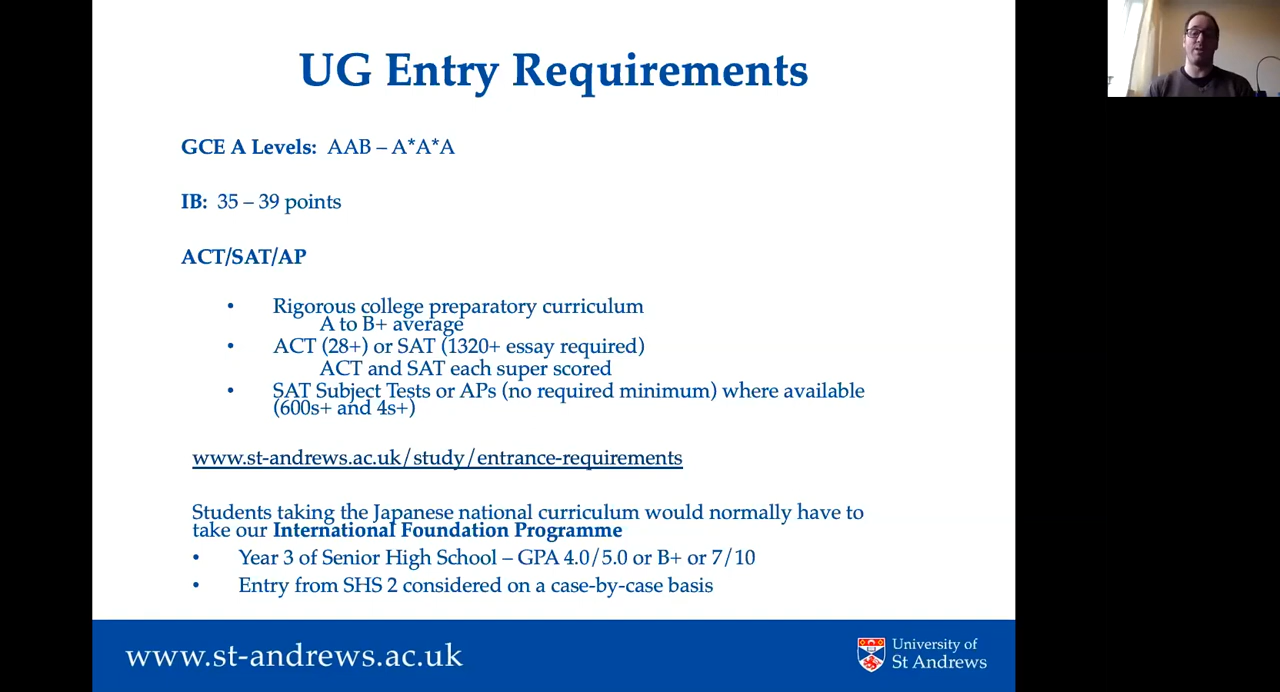 UG Entry Requirements
GCE A Levels: AAB – A*A*A
IB: 35 – 39 points
ACT/SAT/AP
• Rigorous college preparatory curriculum
A to B+ average
• ACT (28+) or SAT (1320+ essay required)
ACT and SAT each super scored
• SAT Subject Tests or APs (no required minimum) where available
(600s+ and 4s+)
www.st-andrews.ac.uk/study/entrance-requirements
Students taking the Japanese national curriculum would normally have to
take our International Foundation Programme
• Year 3 of Senior High School – GPA 4.0/5.0 or B+ or 7/10
• Entry from SHS 2 considered on a case-by-case basis
www.st-andrews.ac.uk
University of
St Andrews